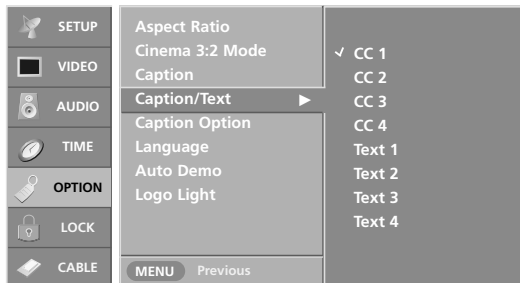 SETUP
VIDEO
AUDIO
TIME
OPTION
LOCK
CABLE
Aspect Ratio
Cinema 3:2 Mode
Caption
Caption/Text ►
Caption Option
Language
Auto Demo
Logo Light
MENU Previous
✓ CC 1
CC 2
CC 3
CC 4
Text 1
Text 2
Text 3
Text 4